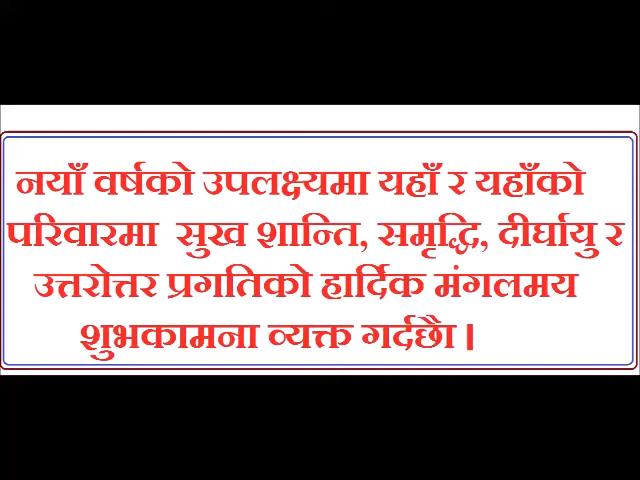 नयाँ वर्षको उपलक्ष्यमा यहाँ र यहाँको
परिवारमा सुख शान्ति, समृद्धि, दीर्घायु र
उत्तरोत्तर प्रगतिको हार्दिक मंगलमय
शुभकामना व्यक्त गर्दछौ ।